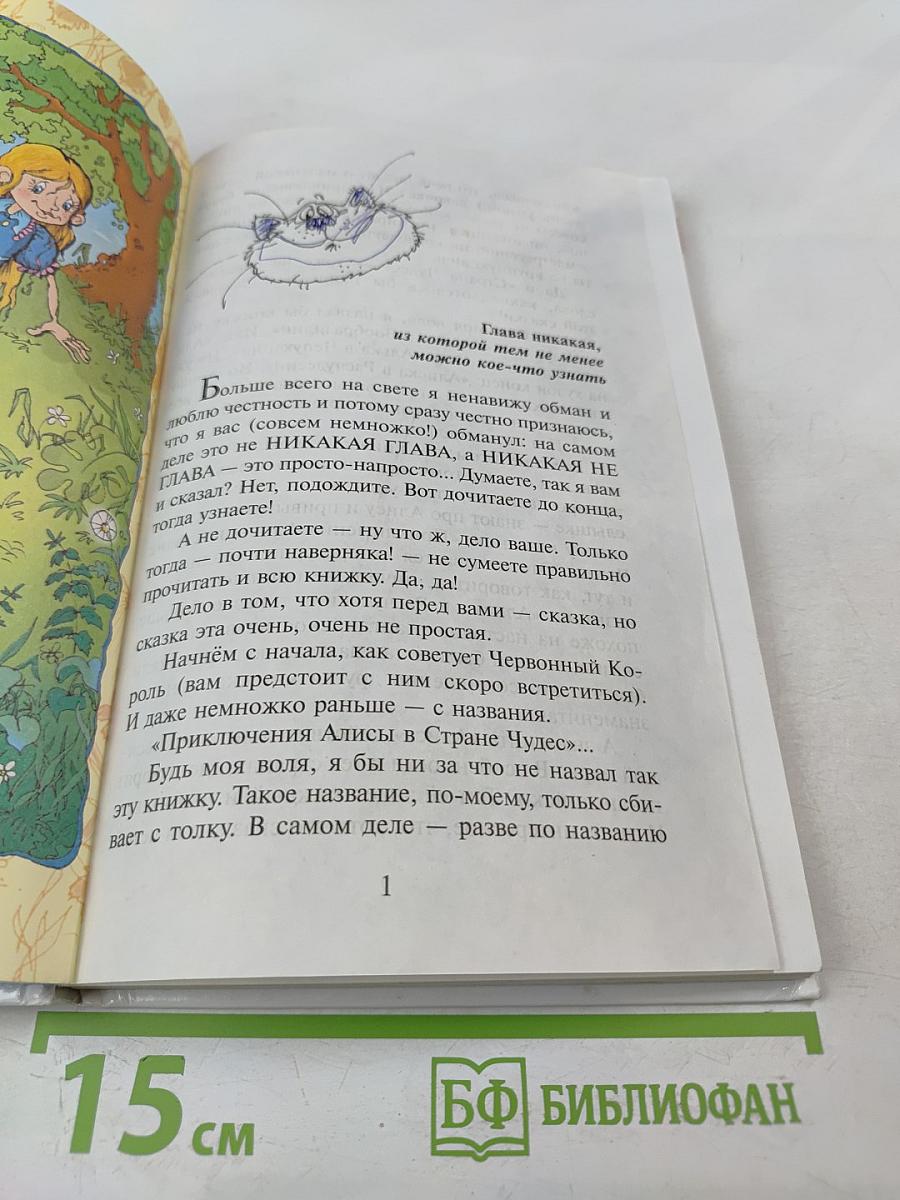 Глава никакая,
из которой тем не менее
можно кое-что узнать
Больше всего на свете я ненавижу обман и
люблю честность и потому сразу честно признаюсь,
что я вас (совсем немножко!) обманул: на самом
деле это не НИКАКАЯ ГЛАВА, а НИКАКАЯ НЕ
ГЛАВА — это просто-напросто... Думаете, так я вам
и сказал? Нет, подождите. Вот дочитаете до конца,
тогда узнаете!
А не дочитаете — ну что ж, дело ваше. Только
тогда — почти наверняка! — не сумеете правильно
прочитать и всю книжку. Да, да!
Дело в том, что хотя перед вами — сказка, но
сказка эта очень, очень не простая.
Начнём с начала, как советует Червонный Ко-
роль (вам предстоит с ним скоро встретиться).
И даже немножко раньше — с названия.
«Приключения Алисы в Стране Чудес»...
Будь моя воля, я бы ни за что не назвал так
эту книжку. Такое название, по-моему, только сби-
вает с толку. В самом деле — разве по названию
1
15 см
БФ БИБЛИОФАН